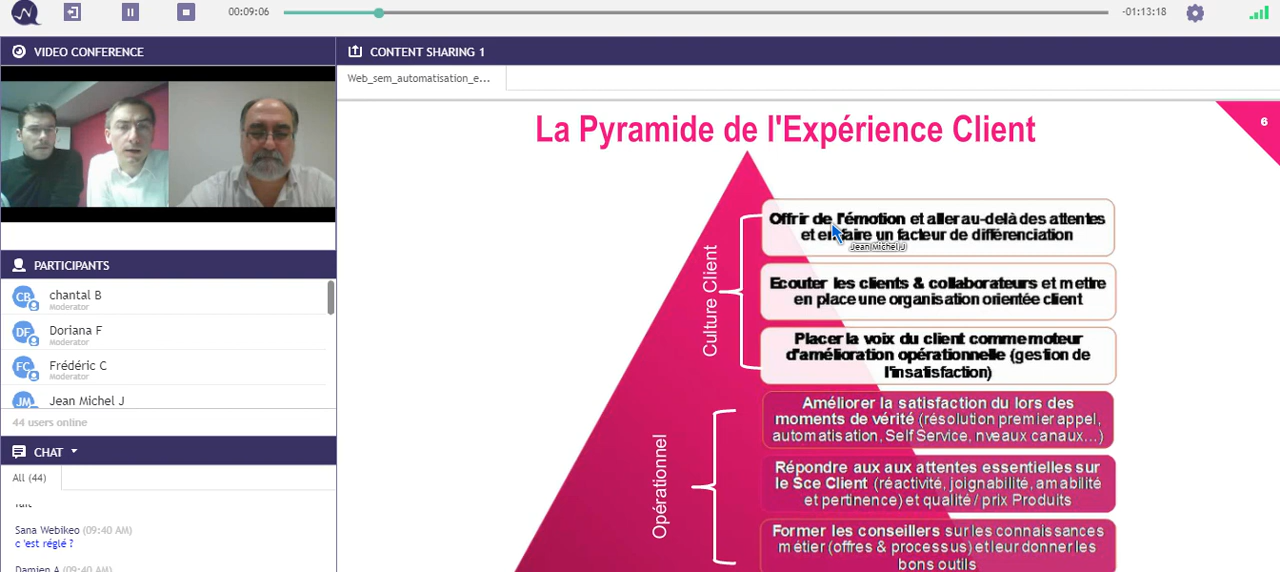 00:09:06
-01:13:18
VIDEO CONFERENCE
CONTENT SHARING 1
Web_sem_automatisation_e...
PARTICIPANTS
CB
chantal B
Moderator
DF
Doriana F
Moderator
FC
Frédéric C
Moderator
JM
Jean Michel J
44 users online
CHAT
All (44)
Sana Webikeo (09:40 AM)
c 'est réglé ?
Damien A (09:40 AM)
La Pyramide de l'Expérience Client
6
Culture Client
Offrir de l'émotion et aller au-delà des attentes
et en faire un facteur de différenciation
Jean Michel J
Ecouter les clients & collaborateurs et mettre
en place une organisation orientée client
Placer la voix du client comme moteur
d'amélioration opérationnelle (gestion de
l'insatisfaction)
Opérationnel
Améliorer la satisfaction du lors des
moments de vérité (résolution premier appel,
automatisation, Self Service, nveaux canaux...)
Répondre aux aux attentes essentielles sur
le Sce Client (réactivité, joignabilité, amabilité
et pertinence) et qualité / prix Produits
Former les conseillers sur les connaissances
métier (offres & processus) et leur donner les
bons outils